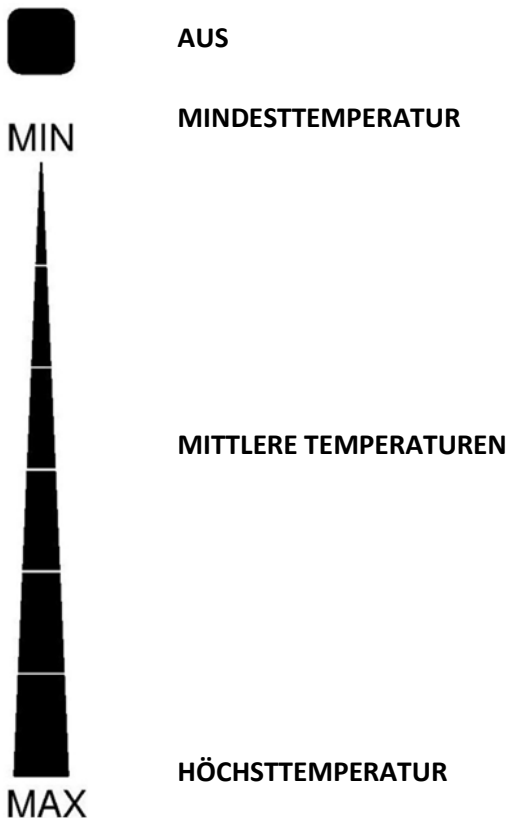 AUS
MINDESTTEMPERATUR
MIN
MITTLERE TEMPERATUREN
HÖCHSTTEMPERATUR
MAX